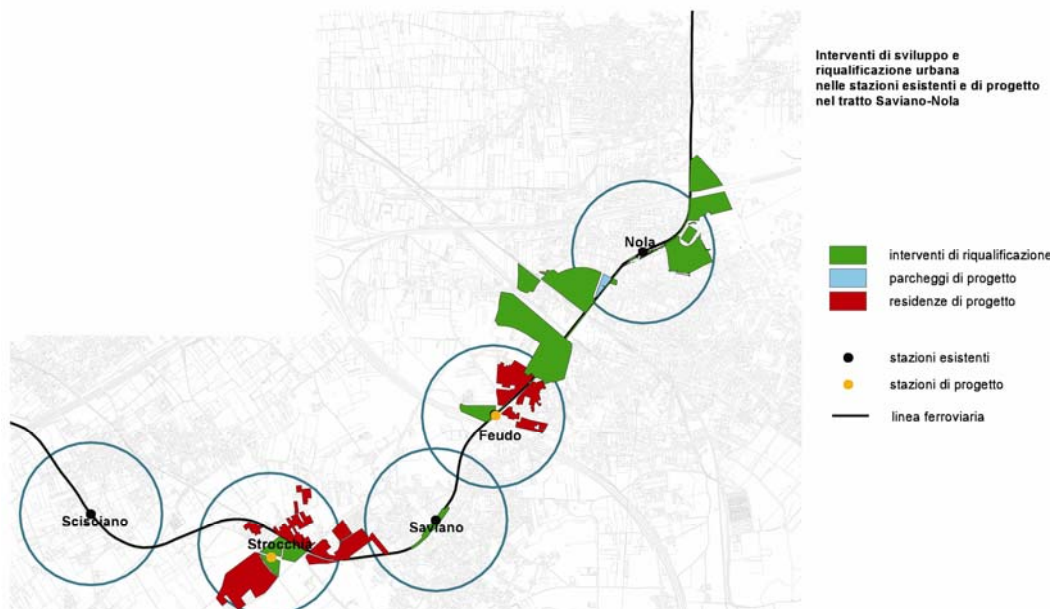 Interventi di sviluppo e
riqualificazione urbana
nelle stazioni esistenti e di progetto
nel tratto Saviano-Nola
Nola
interventi di riqualificazione
parcheggi di progetto
residenze di progetto
stazioni esistenti
stazioni di progetto
linea ferroviaria
Feudo
Scisciano
Saviano
Strocchia